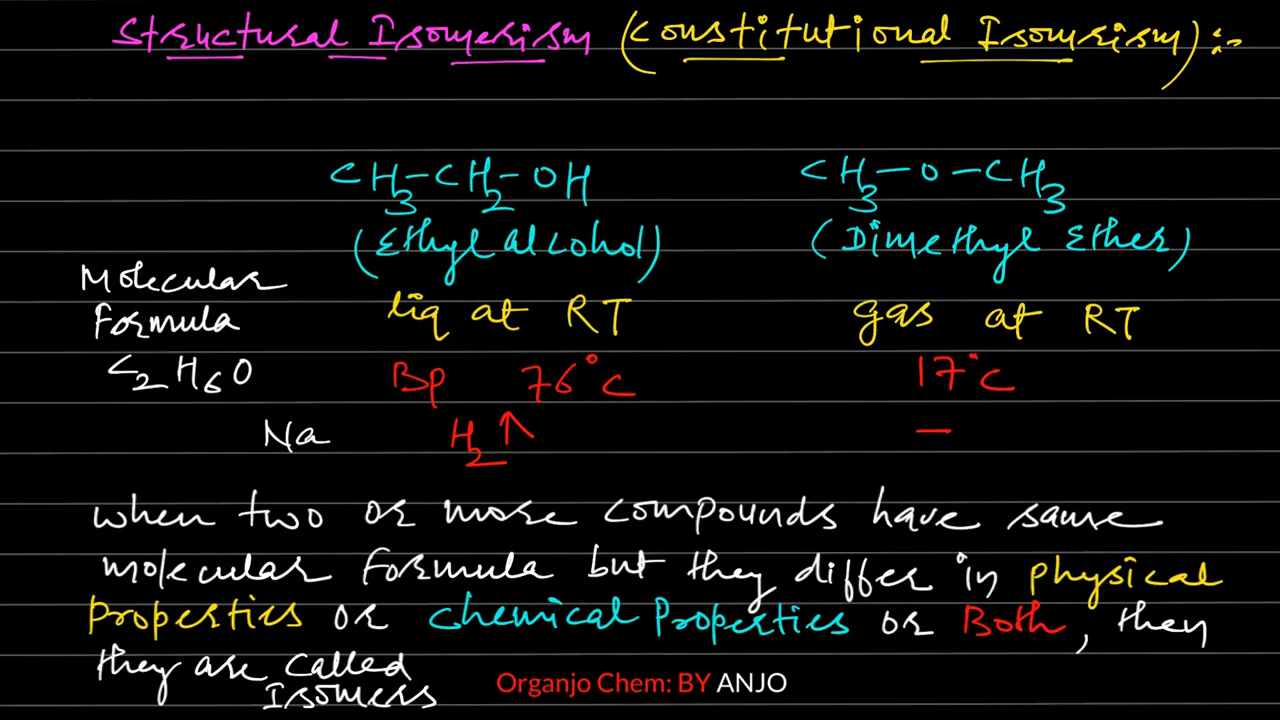 Structural Isomerism (Constitutional Isomrism) :-
CH₃-CH₂-OH CH₃-O-CH₃
(Ethyl alcohol) (Dimethyl Ether)
Molecular
Formula liq at RT gas at RT
C₂H₆O Bp 76°C 17°C
Na H₂↑ —
when two or more compounds have same
molecular formula but they differ in physical
Properties or chemical Properties or Both, they
they are called
Isomers
Organjo Chem: BY ANJO